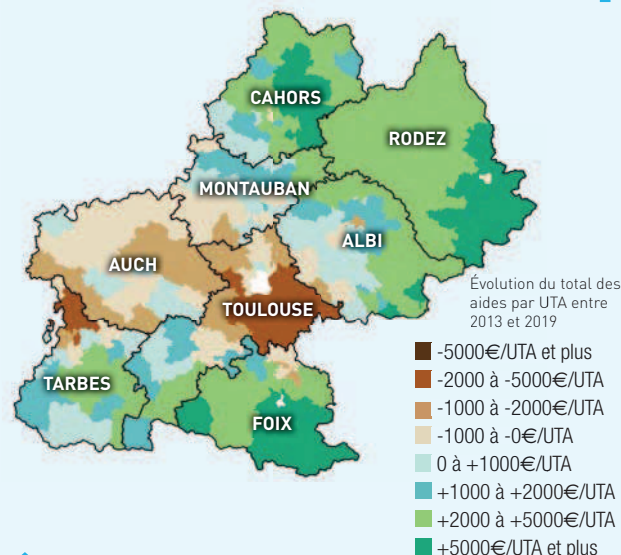 CAHORS
RODEZ
MONTAUBAN
ALBI
AUCH
TOULOUSE
TARBES
FOIX
Évolution du total des
aides par UTA entre
2013 et 2019
-5000€/UTA et plus
-2000 à -5000€/UTA
-1000 à -2000€/UTA
-1000 à -0€/UTA
0 à +1000€/UTA
+1000 à +2000€/UTA
+2000 à +5000€/UTA
+5000€/UTA et plus